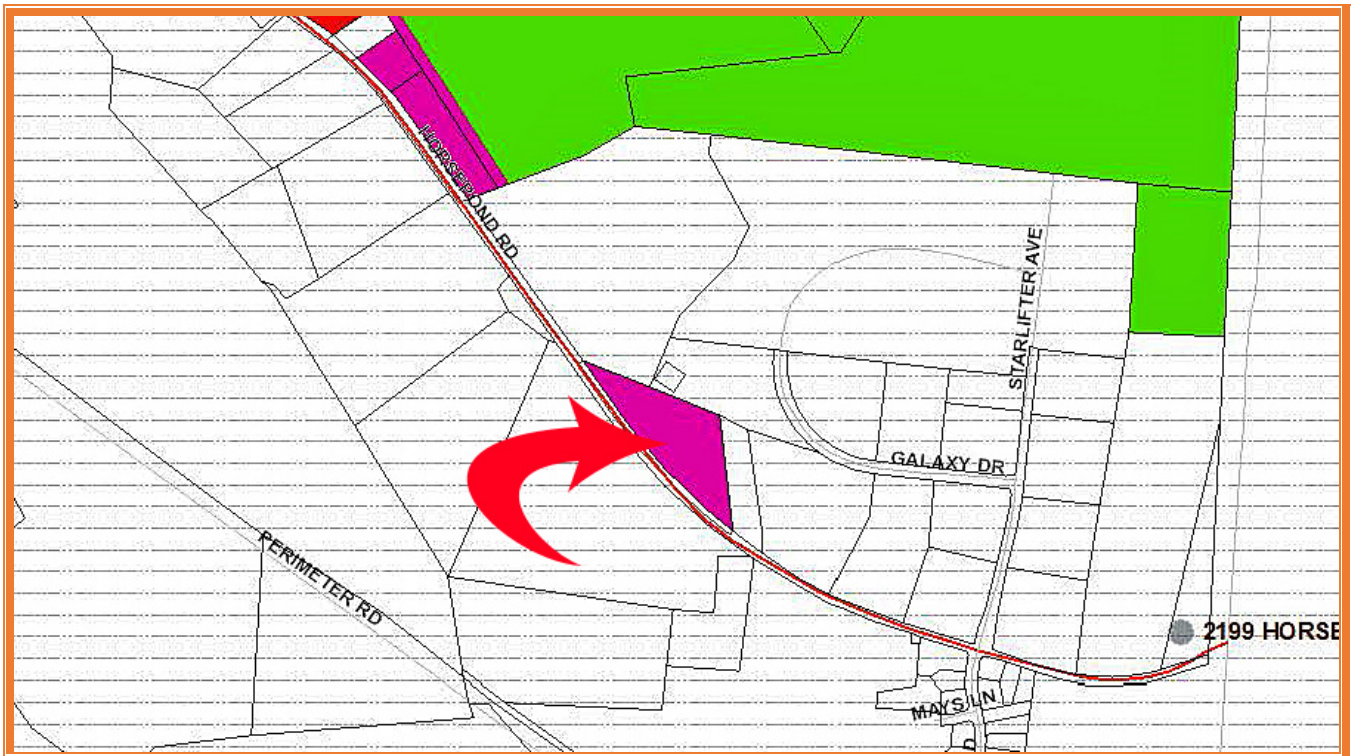 HORSEPOND RD
STARLIFTER AVE
GALAXY DR
PERIMETER RD
2199 HORSE
MAYS LN
D